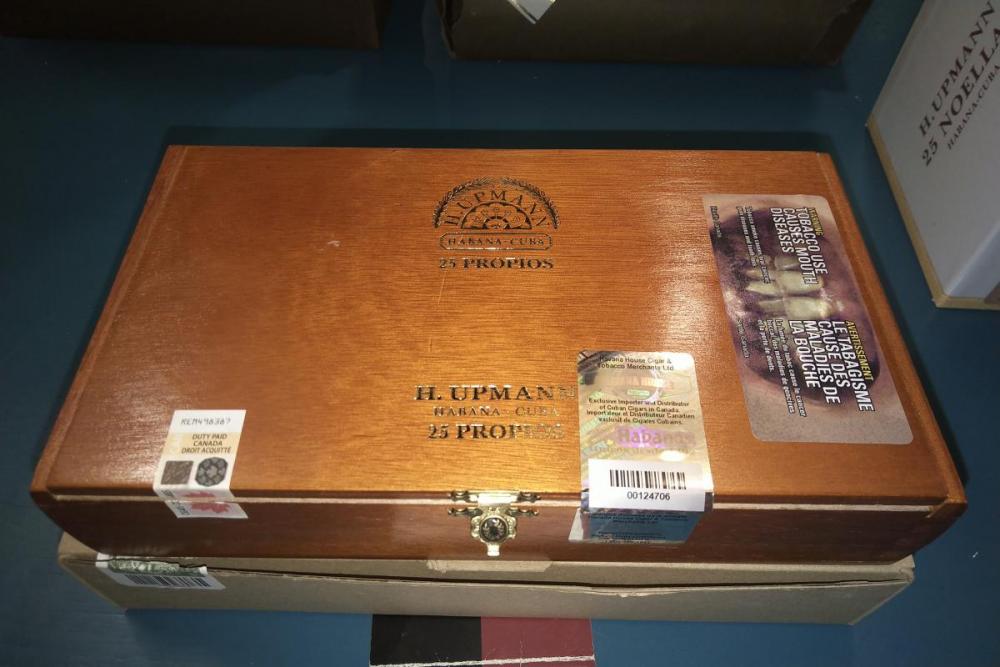 H. UPMANN
HABANA - CUBA
25 PROPIOS
H. UPMANN
HABANA - CUBA
25 PROPIOS
H. UPMANN
25 NOELLA
HABANA - CUBA
WARNING
TOBACCO USE
CAUSES MOUTH
DISEASES
AVERTISSEMENT
LE TABAGISME
CAUSE DES
MALADIES DE
LA BOUCHE
Havana House Cigar &
Tobacco Merchants Ltd
Exclusive Importer and Distributor
of Cuban Cigars in Canada.
Importateur et Distributeur Canadien
exclusif de Cigares Cubains.
Habanos
00124706
DUTY PAID
CANADA
DROIT ACQUITTÉ